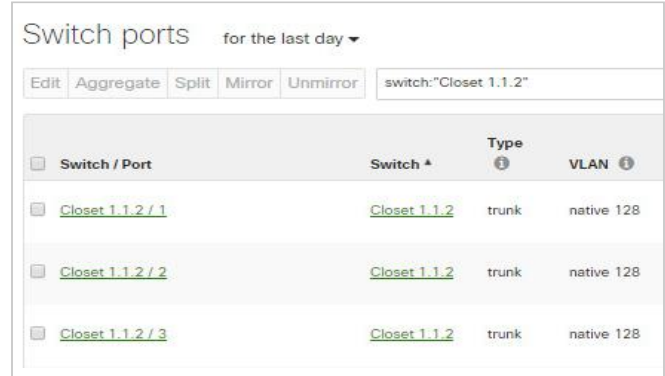 Switch ports for the last day
Edit Aggregate Split Mirror Unmirror switch:"Closet 1.1.2"
Switch / Port Switch Type VLAN
Closet 1.1.2 / 1 Closet 1.1.2 trunk native 128
Closet 1.1.2 / 2 Closet 1.1.2 trunk native 128
Closet 1.1.2 / 3 Closet 1.1.2 trunk native 128